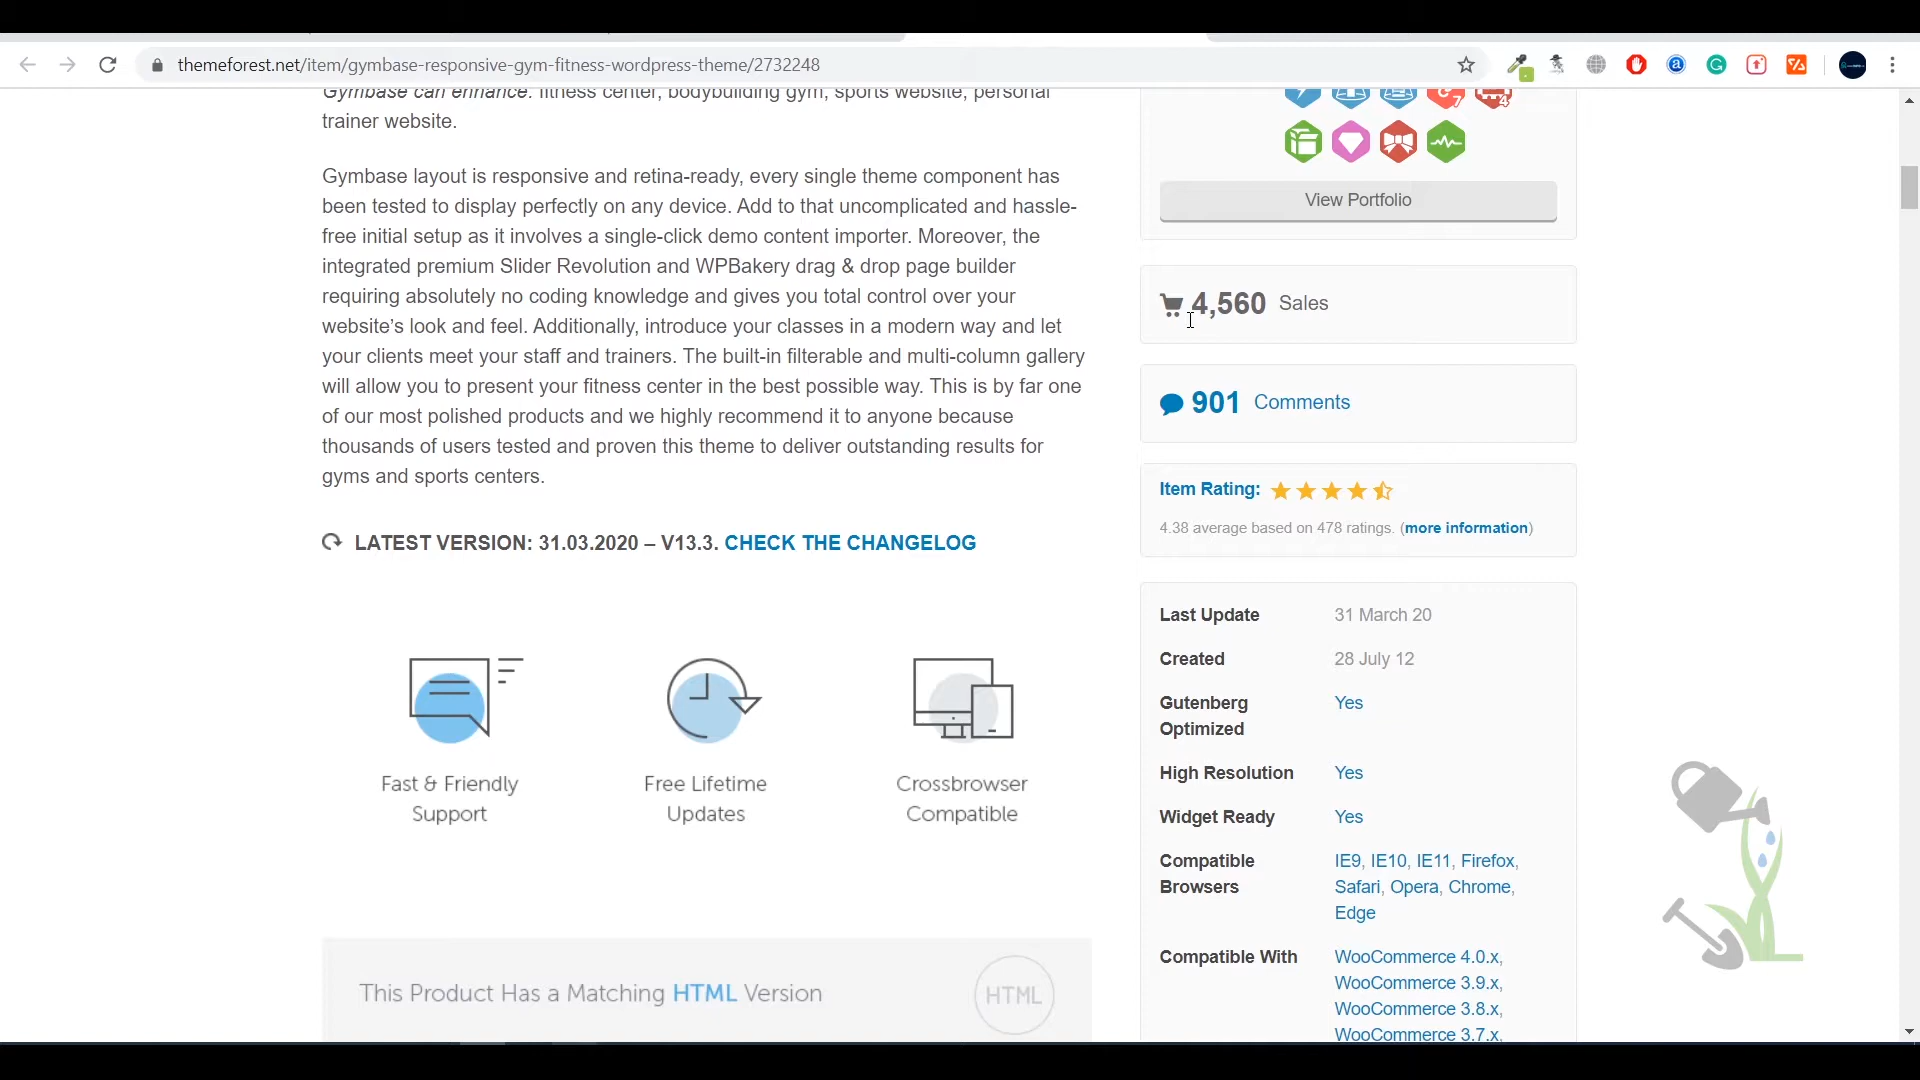 themeforest.net/item/gymbase-responsive-gym-fitness-wordpress-theme/2732248
Gymbase can enhance: fitness center, bodybuilding gym, sports website, personal
trainer website.
Gymbase layout is responsive and retina-ready, every single theme component has
been tested to display perfectly on any device. Add to that uncomplicated and hassle-
free initial setup as it involves a single-click demo content importer. Moreover, the
integrated premium Slider Revolution and WPBakery drag & drop page builder
requiring absolutely no coding knowledge and gives you total control over your
website's look and feel. Additionally, introduce your classes in a modern way and let
your clients meet your staff and trainers. The built-in filterable and multi-column gallery
will allow you to present your fitness center in the best possible way. This is by far one
of our most polished products and we highly recommend it to anyone because
thousands of users tested and proven this theme to deliver outstanding results for
gyms and sports centers.
LATEST VERSION: 31.03.2020 – V13.3. CHECK THE CHANGELOG
Fast & Friendly
Support
Free Lifetime
Updates
Crossbrowser
Compatible
This Product Has a Matching HTML Version
HTML
View Portfolio
4,560 Sales
901 Comments
Item Rating:
4.38 average based on 478 ratings. (more information)
Last Update 31 March 20
Created 28 July 12
Gutenberg
Optimized
Yes
High Resolution Yes
Widget Ready Yes
Compatible
Browsers
IE9, IE10, IE11, Firefox,
Safari, Opera, Chrome,
Edge
Compatible With
WooCommerce 4.0.x,
WooCommerce 3.9.x,
WooCommerce 3.8.x,
WooCommerce 3.7.x,